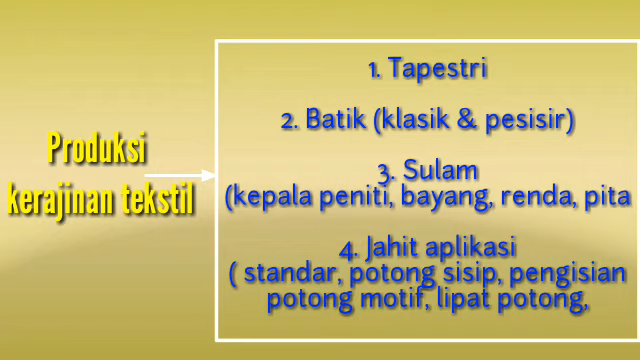 Produksi
kerajinan tekstil
1. Tapestri
2. Batik (klasik & pesisir)
3. Sulam
(kepala peniti, bayang, renda, pita
4. Jahit aplikasi
( standar, potong sisip, pengisian
potong motif, lipat potong,